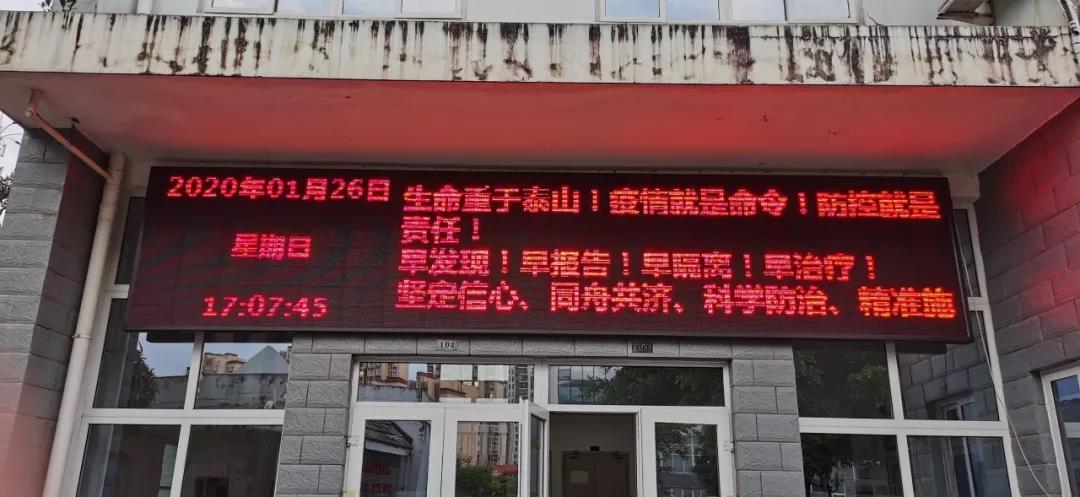 2020年01月26日
星期日
17:07:45
生命重于泰山！疫情就是命令！防控就是
责任！
早发现！早报告！早隔离！早治疗！
坚定信心、同舟共济、科学防治、精准施
102